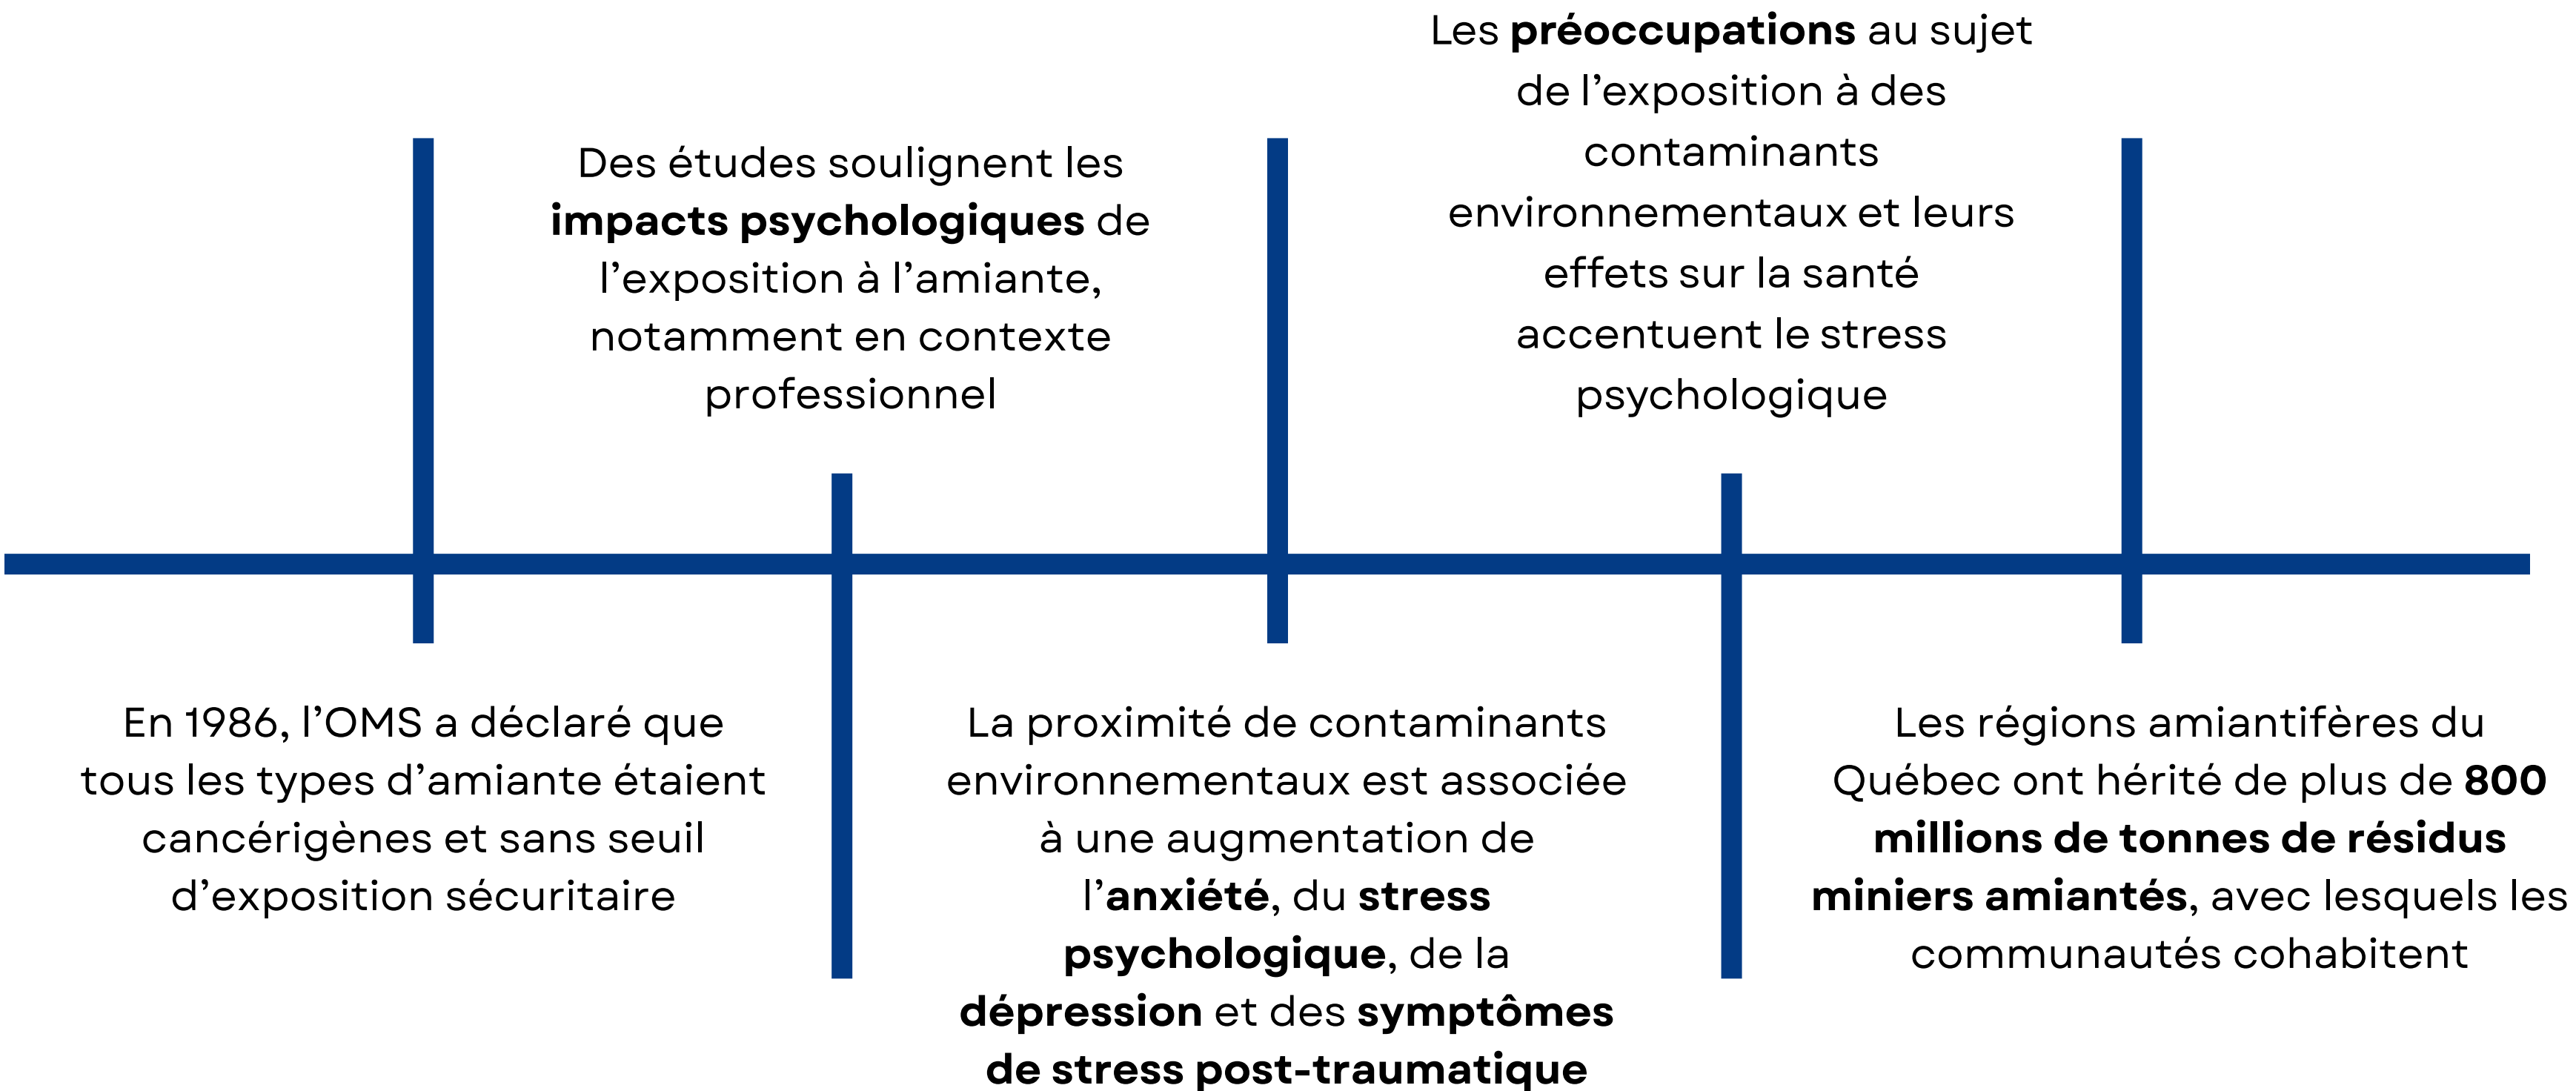 En 1986, l’OMS a déclaré que
tous les types d’amiante étaient
cancérigènes et sans seuil
d’exposition sécuritaire
Des études soulignent les
impacts psychologiques de
l’exposition à l’amiante,
notamment en contexte
professionnel
La proximité de contaminants
environnementaux est associée
à une augmentation de
l’anxiété, du stress
psychologique, de la
dépression et des symptômes
de stress post-traumatique
Les préoccupations au sujet
de l’exposition à des
contaminants
environnementaux et leurs
effets sur la santé
accentuent le stress
psychologique
Les régions amiantifères du
Québec ont hérité de plus de 800
millions de tonnes de résidus
miniers amiantés, avec lesquels les
communautés cohabitent